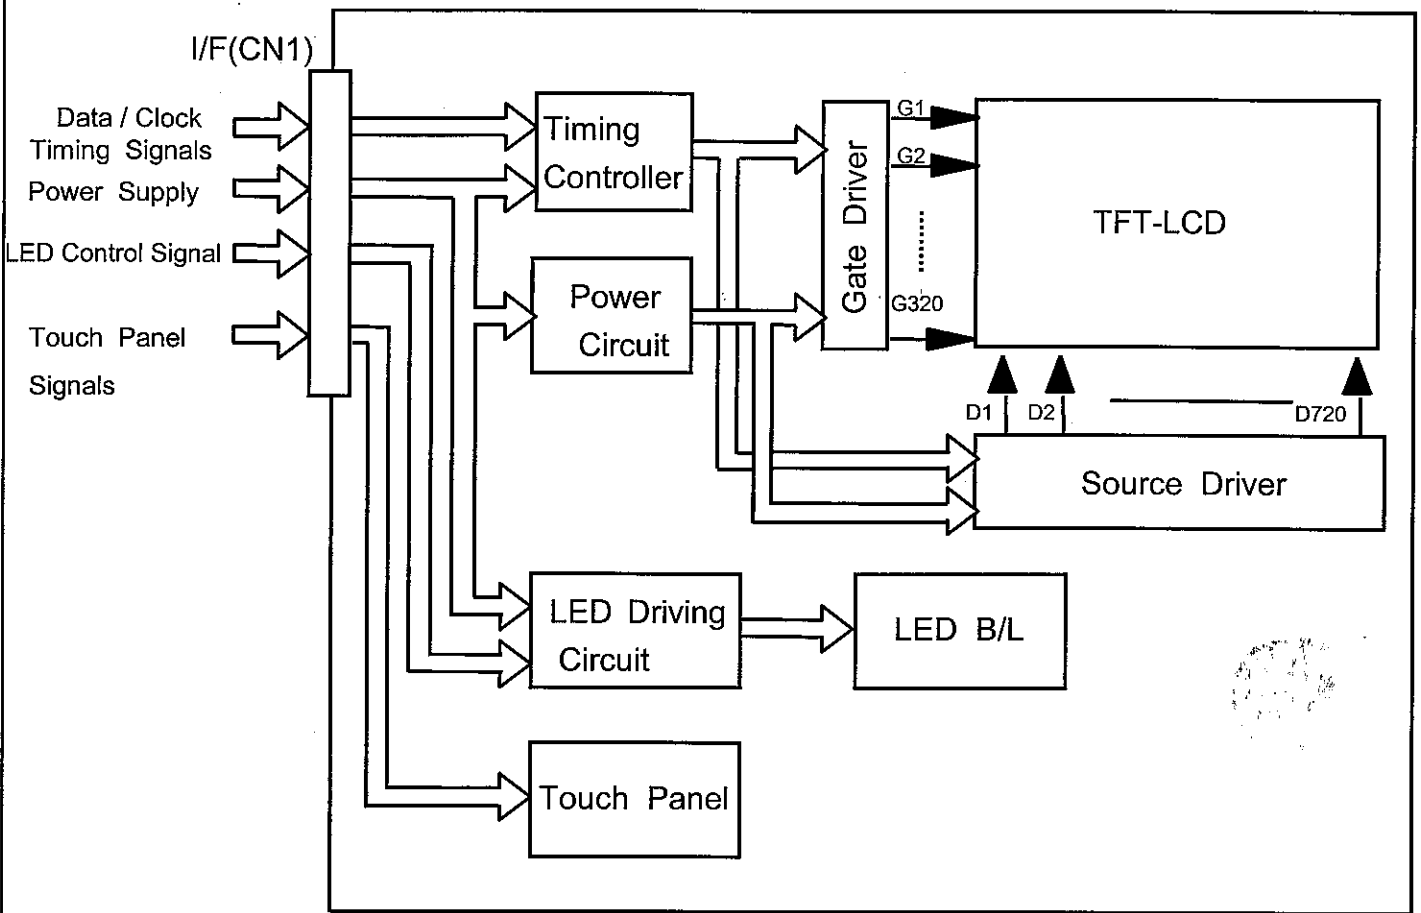 I/F(CN1)
Data / Clock
Timing Signals
Power Supply
LED Control Signal
Touch Panel
Signals
Timing
Controller
Power
Circuit
Gate Driver
G1
G2
G320
TFT-LCD
D1
D2
D720
Source Driver
LED Driving
Circuit
LED B/L
Touch Panel